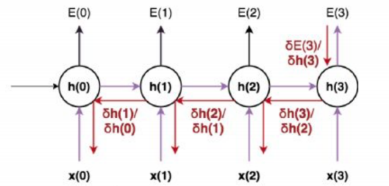 E(0) E(1) E(2) E(3)
δE(3)/
δh(3)
h(0) h(1) h(2) h(3)
δh(1)/ δh(2)/ δh(3)/
δh(0) δh(1) δh(2)
x(0) x(1) x(2) x(3)